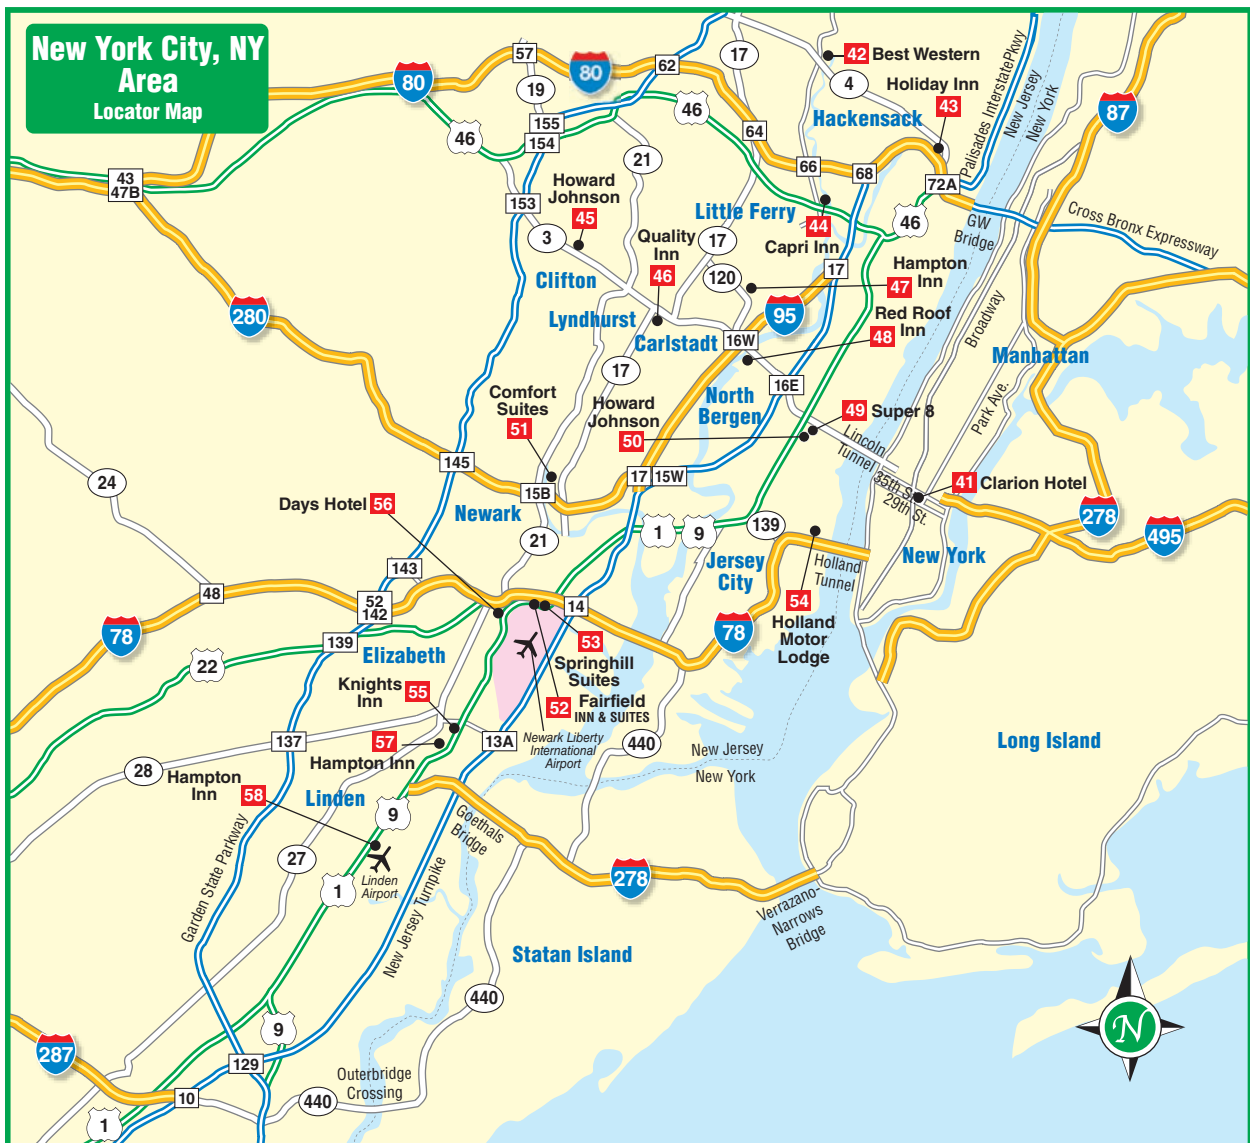 New York City, NY
Area
Locator Map
57
80
80
62
17
42 Best Western
4
Holiday Inn
43
Palisades InterstatePkwy
New Jersey
New York
87
19
46
155
154
46
64
Hackensack
21
66
68
72A
43
47B
153
Howard
Johnson
45
3
Little Ferry
44
Capri Inn
46
GW
Bridge
Cross Bronx Expressway
Quality
Inn
46
17
120
17
Hampton
Inn
47
Clifton
280
Lyndhurst
95
Red Roof
Inn
48
Broadway
Carlstadt
16W
Manhattan
17
16E
North
Bergen
Park Ave.
Comfort
Suites
51
Howard
Johnson
50
49 Super 8
Lincoln
Tunnel
35th St.
29th St.
145
24
17
15W
15B
41 Clarion Hotel
Days Hotel 56
Newark
278
495
21
1
9
139
New York
Jersey
City
Holland
Tunnel
143
48
52
142
14
54
Holland
Motor
Lodge
78
78
139
22
Elizabeth
53
Springhill
Suites
Knights
Inn
55
52 Fairfield
INN & SUITES
137
57
Hampton Inn
13A
Newark Liberty
International
Airport
440
New Jersey
New York
Long Island
28
Hampton
Inn
58
Linden
9
Goethals
Bridge
Garden State Parkway
27
1
Linden
Airport
278
New Jersey Turnpike
Verrazano-
Narrows
Bridge
Statan Island
440
9
N
287
129
Outerbridge
Crossing
10
440
1